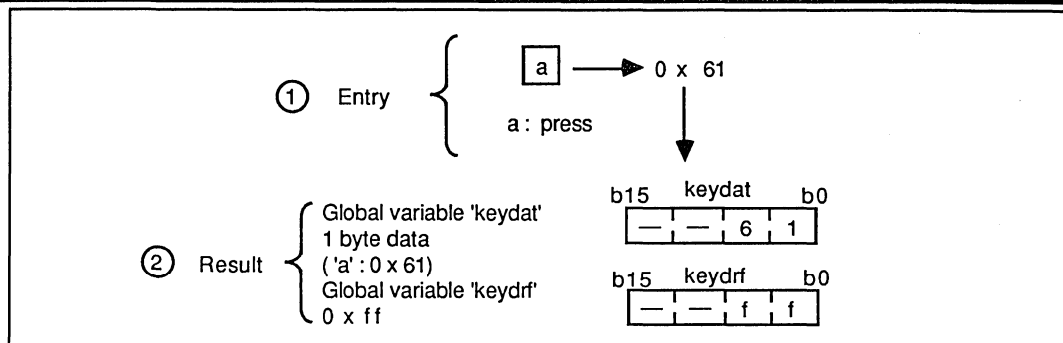 ① Entry
a → 0 x 61
a : press
b15 keydat b0
— — 6 1
② Result
Global variable 'keydat'
1 byte data
( 'a' : 0 x 61)
Global variable 'keydrf'
0 x ff
b15 keydrf b0
— — f f